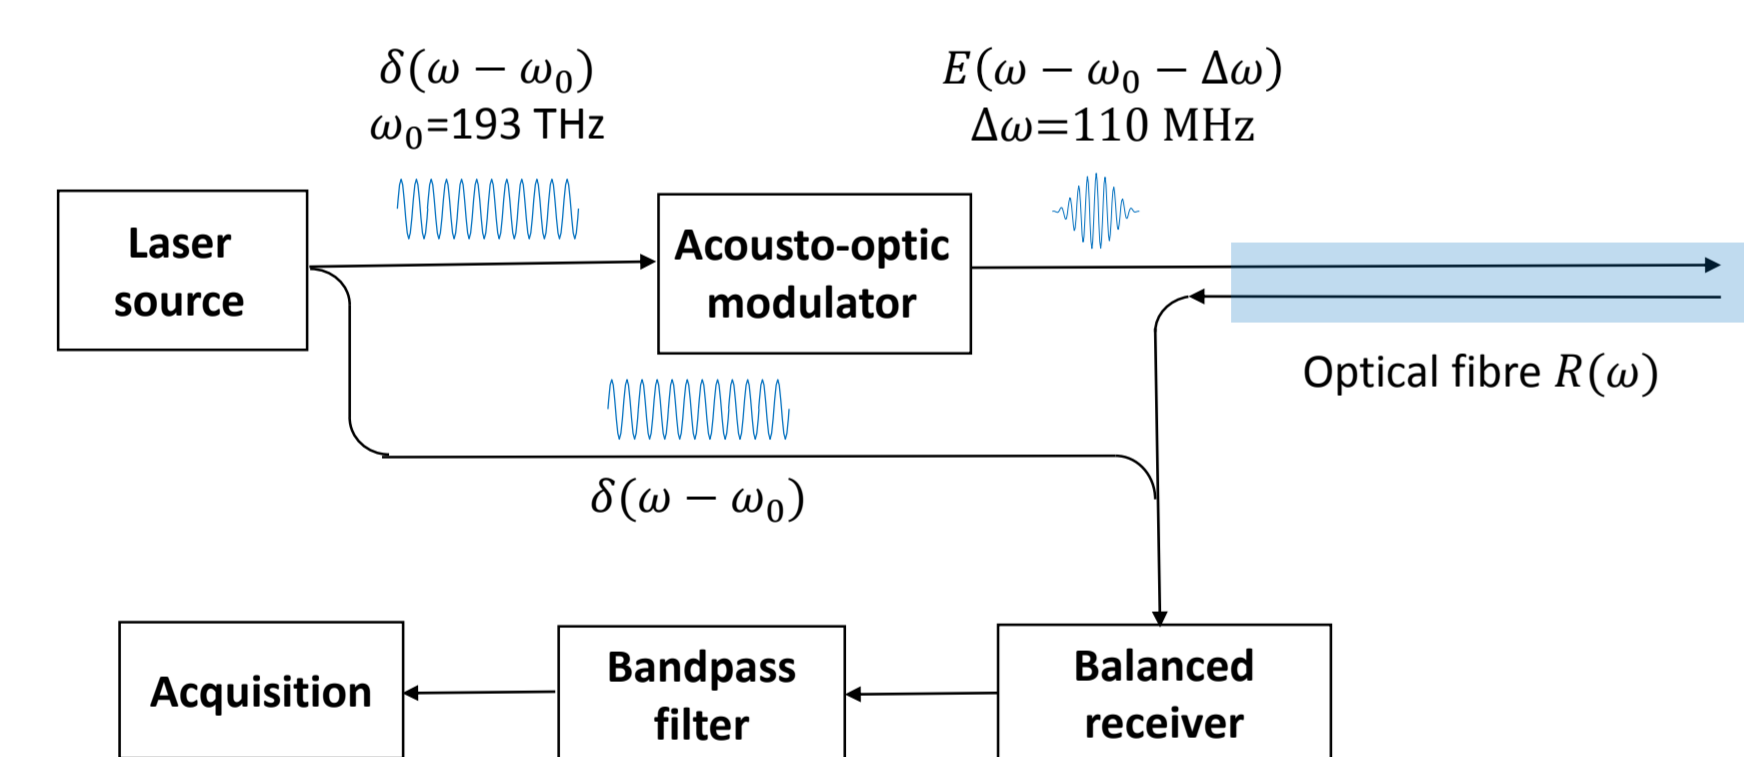 δ(ω − ω₀)
ω₀=193 THz
E(ω − ω₀ − Δω)
Δω=110 MHz
Laser
source
Acousto-optic
modulator
Optical fibre R(ω)
δ(ω − ω₀)
Acquisition
Bandpass
filter
Balanced
receiver